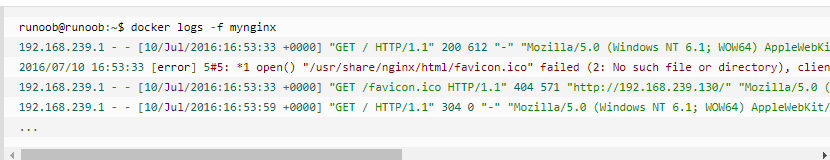 runoob@runoob:~$ docker logs -f mynginx
192.168.239.1 - - [10/Jul/2016:16:53:33 +0000] "GET / HTTP/1.1" 200 612 "-" "Mozilla/5.0 (Windows NT 6.1; WOW64) AppleWebKi
2016/07/10 16:53:33 [error] 5#5: *1 open() "/usr/share/nginx/html/favicon.ico" failed (2: No such file or directory), clien
192.168.239.1 - - [10/Jul/2016:16:53:33 +0000] "GET /favicon.ico HTTP/1.1" 404 571 "http://192.168.239.130/" "Mozilla/5.0 (
192.168.239.1 - - [10/Jul/2016:16:53:59 +0000] "GET / HTTP/1.1" 304 0 "-" "Mozilla/5.0 (Windows NT 6.1; WOW64) AppleWebKit/
...